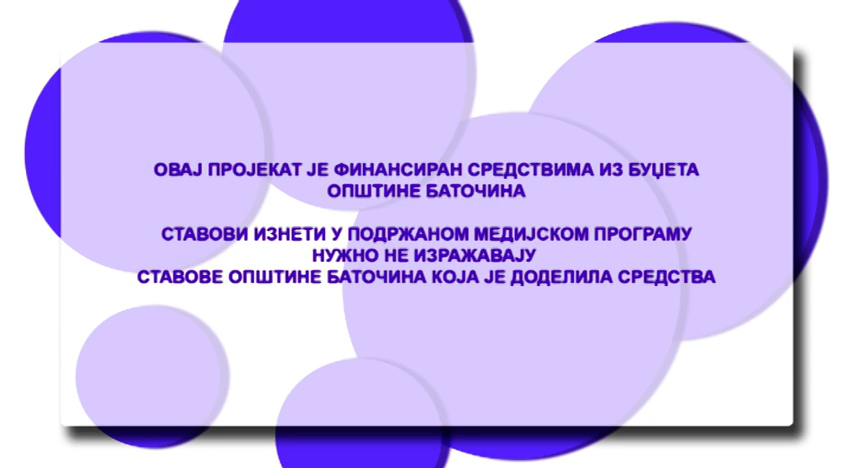 ОВАЈ ПРОЈЕКАТ ЈЕ ФИНАНСИРАН СРЕДСТВИМА ИЗ БУЏЕТА
ОПШТИНЕ БАТОЧИНА
СТАВОВИ ИЗНЕТИ У ПОДРЖАНОМ МЕДИЈСКОМ ПРОГРАМУ
НУЖНО НЕ ИЗРАЖАВАЈУ
СТАВОВЕ ОПШТИНЕ БАТОЧИНА КОЈА ЈЕ ДОДЕЛИЛА СРЕДСТВА